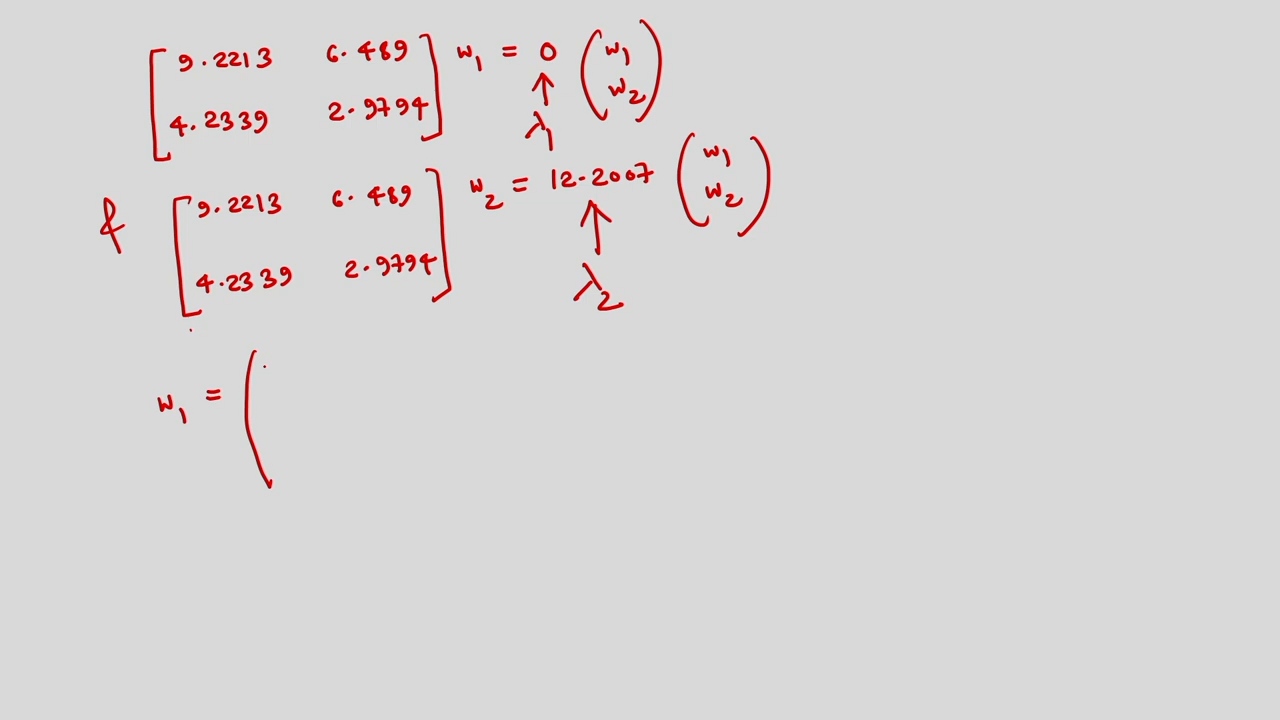 [ 9.2213 6.489 ] w₁ = 0 ( w₁
4.2339 2.9794 w₂ )
↑
λ₁
& [ 9.2213 6.489 ] w₂ = 12.2007 ( w₁
4.2339 2.9794 w₂ )
↑
λ₂
w₁ = (